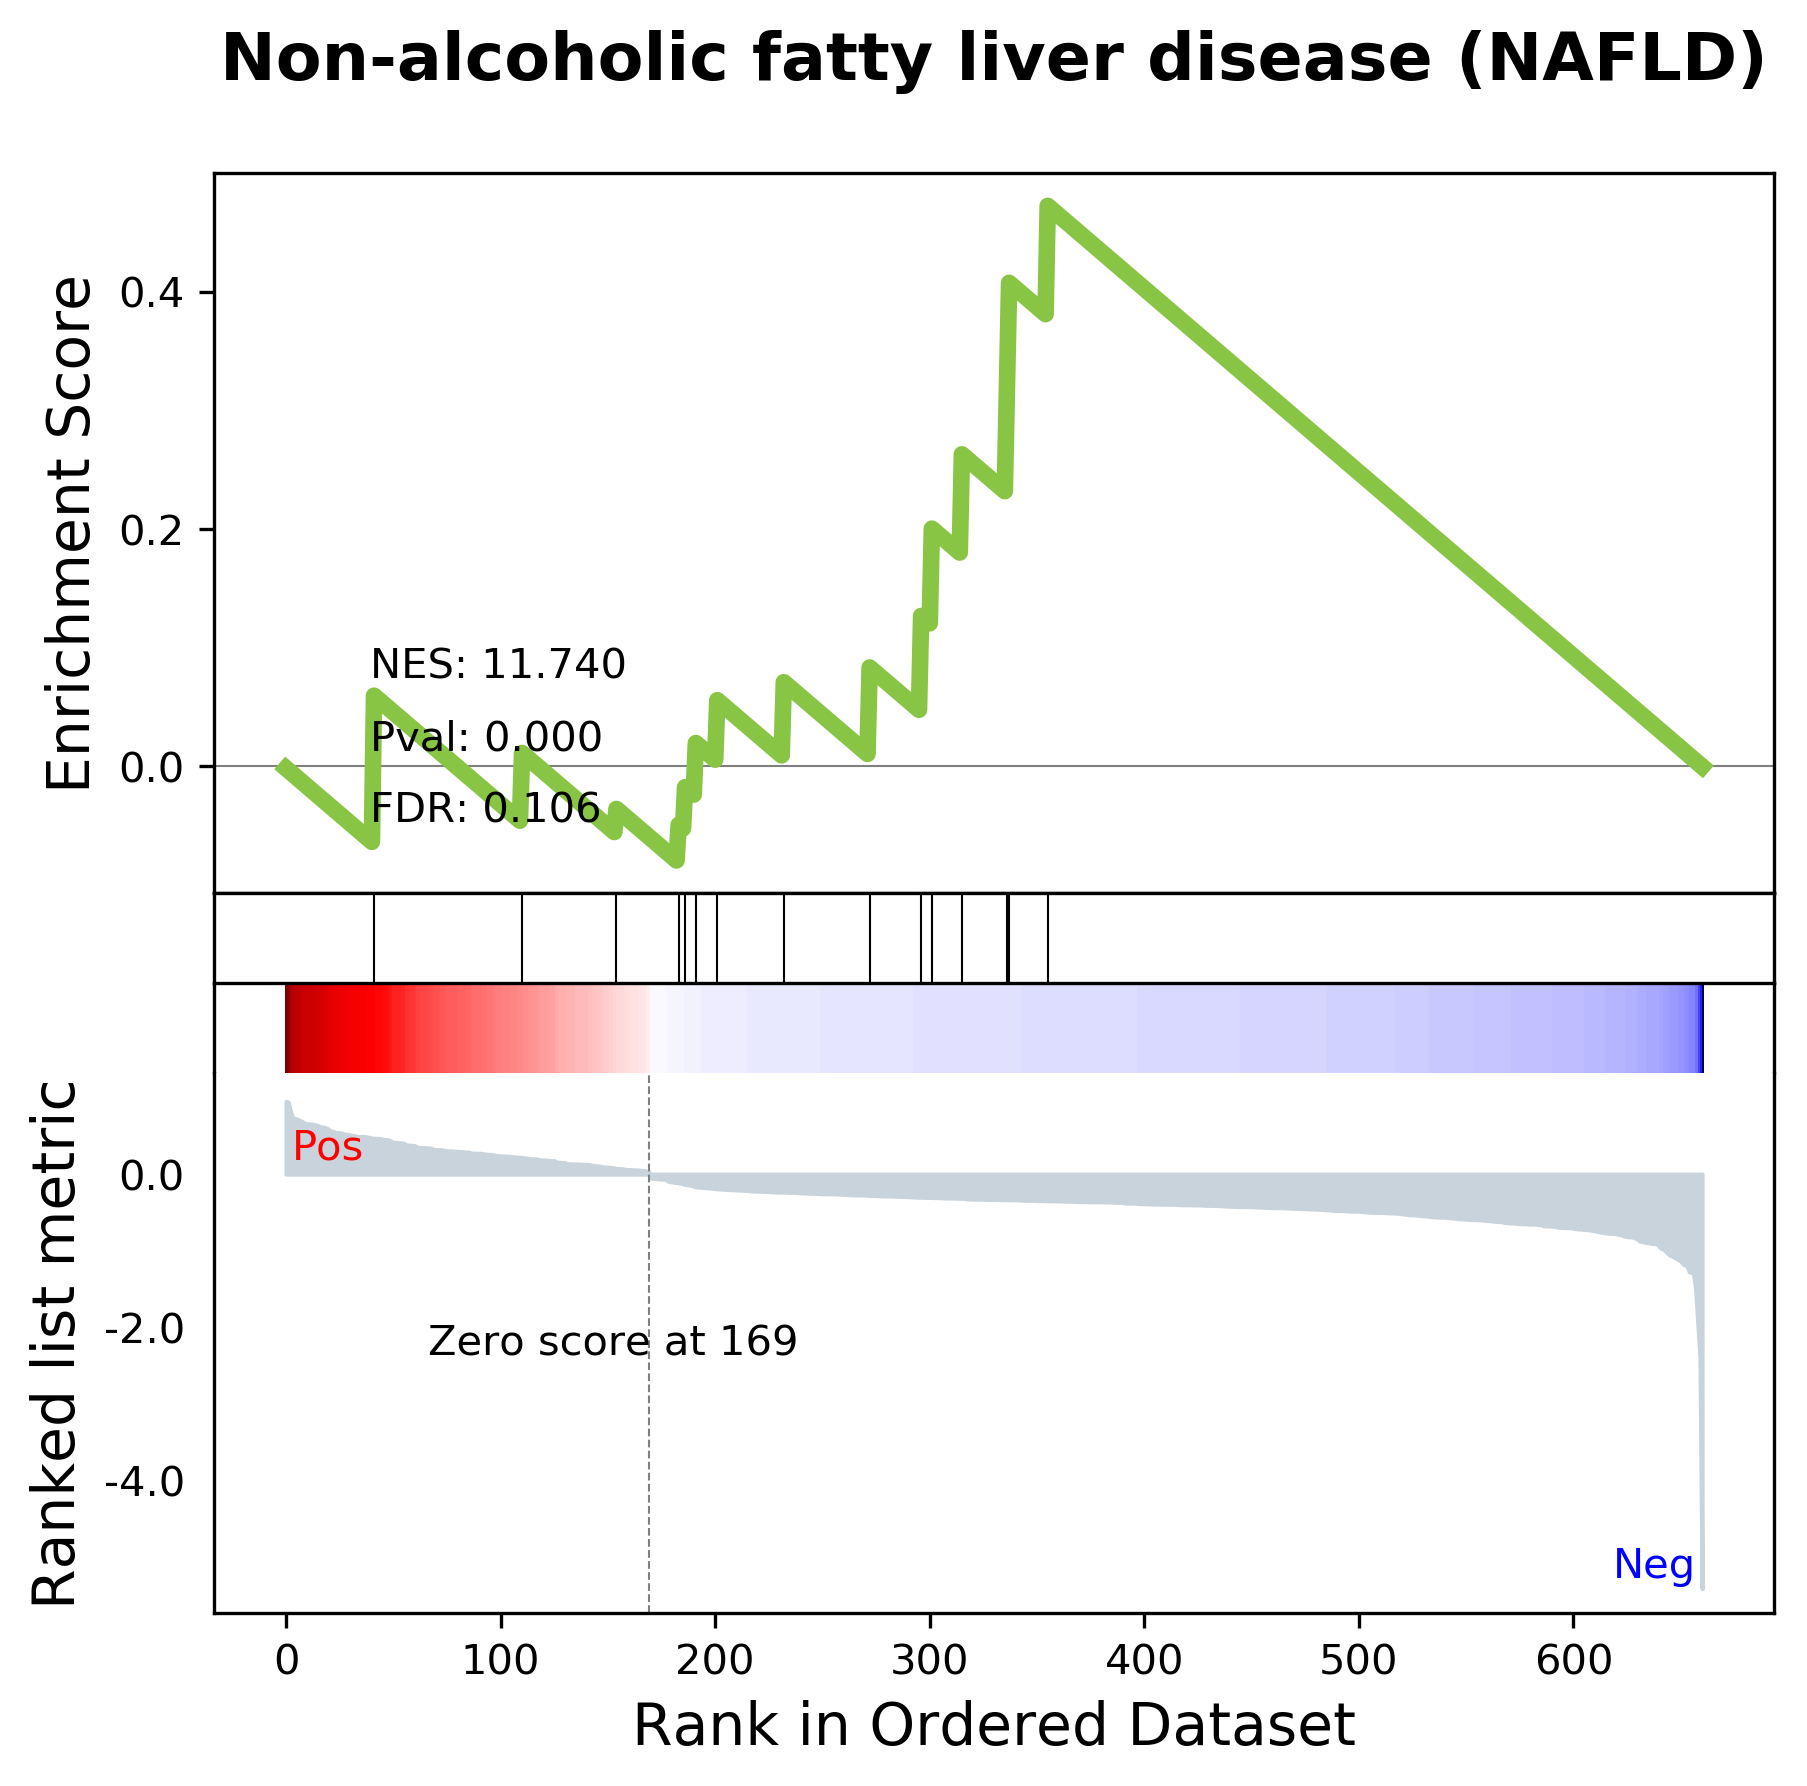 Non-alcoholic fatty liver disease (NAFLD)
Enrichment Score
0.4
0.2
0.0
NES: 11.740
Pval: 0.000
FDR: 0.106
Ranked list metric
0.0
-2.0
-4.0
Pos
Zero score at 169
Neg
0 100 200 300 400 500 600
Rank in Ordered Dataset